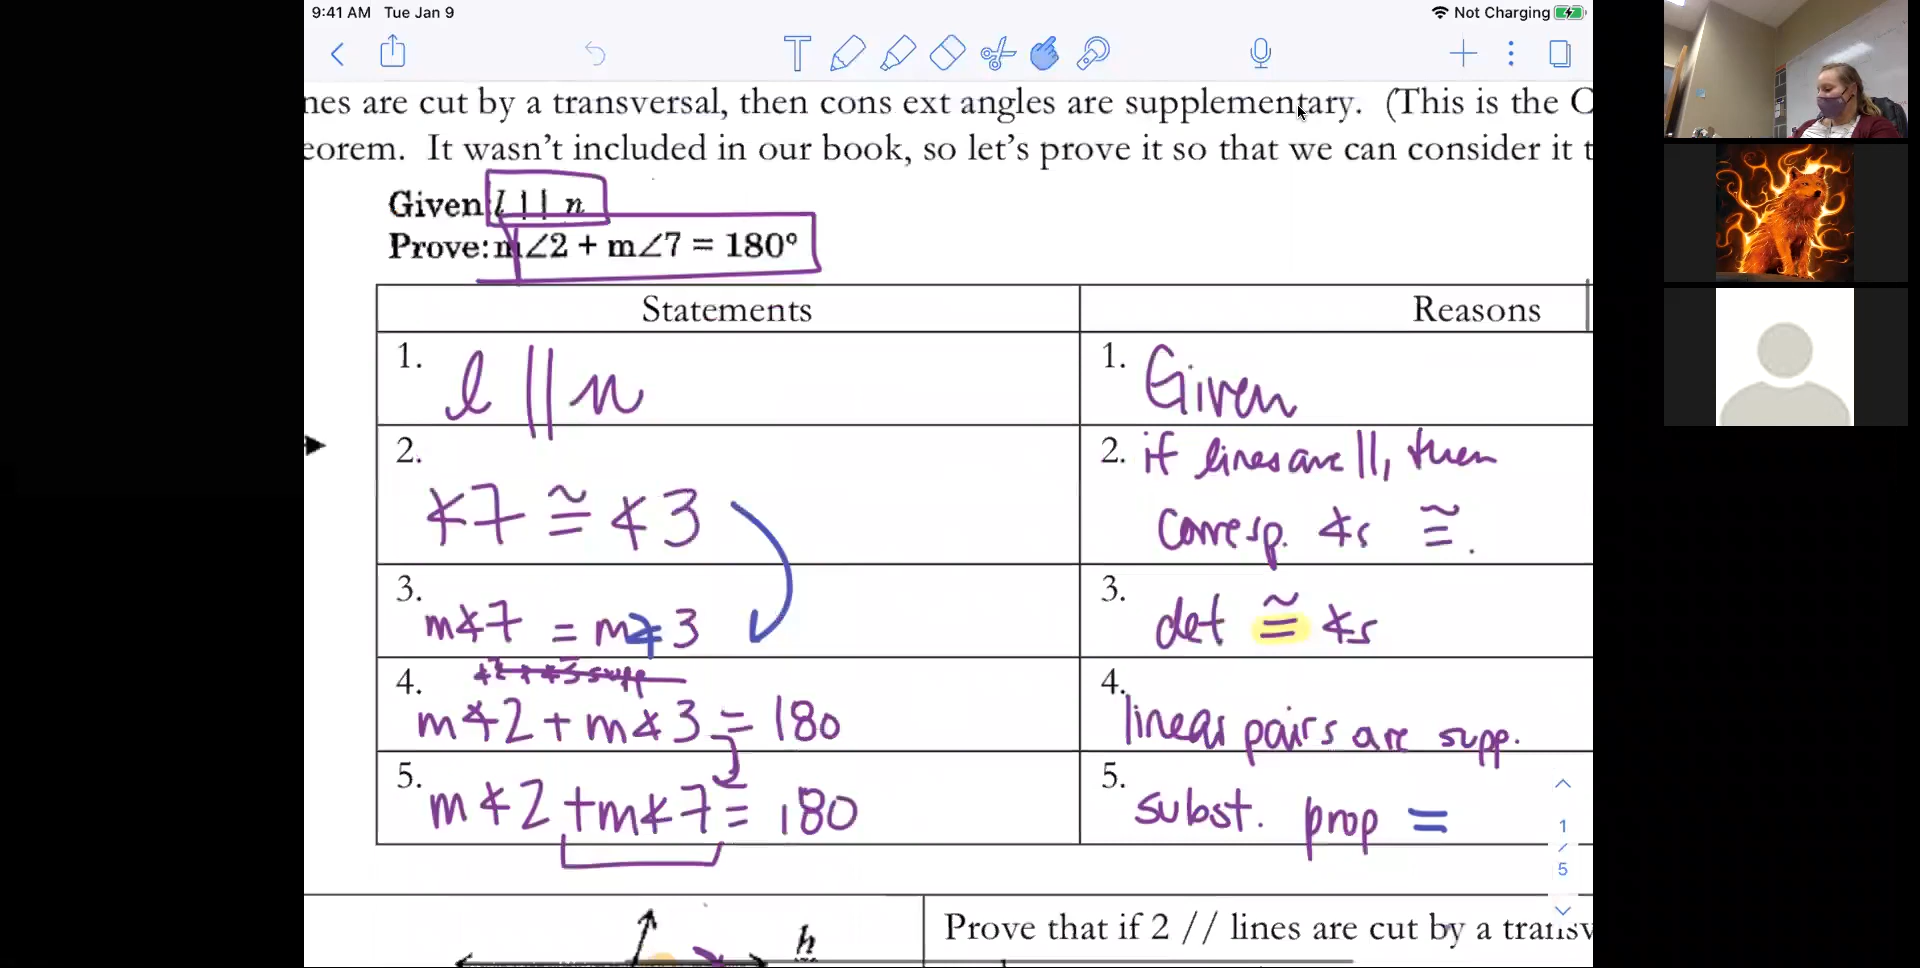 9:41 AM Tue Jan 9
Not Charging
nes are cut by a transversal, then cons ext angles are supplementary. (This is the C
eorem. It wasn't included in our book, so let's prove it so that we can consider it t
Given: l || n
Prove: m∠2 + m∠7 = 180°
Statements
Reasons
1. l || n
1. Given
2. ∡7 ≅ ∡3
2. if lines are ||, then
corresp. ∡s ≅.
3. m∡7 = m∡3
3. def ≅ ∡s
4. m∡2 + m∡3 = 180
4. linear pairs are supp.
5. m∡2 + m∡7 = 180
5. subst. prop =
1
/
5
h
Prove that if 2 // lines are cut by a transv